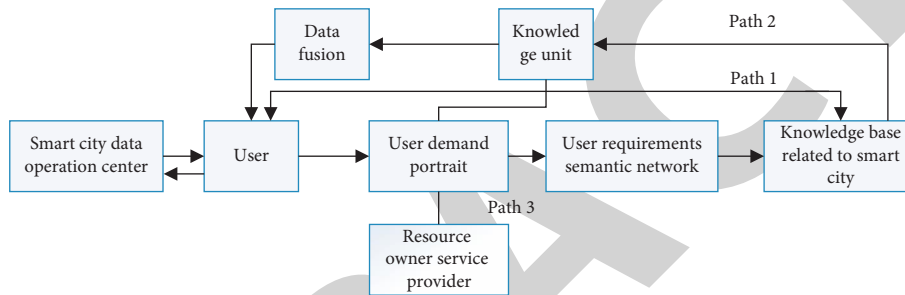 Data
fusion
Knowled
ge unit
Path 2
Path 1
Smart city data
operation center
User
User demand
portrait
User requirements
semantic network
Knowledge base
related to smart
city
Path 3
Resource
owner service
provider